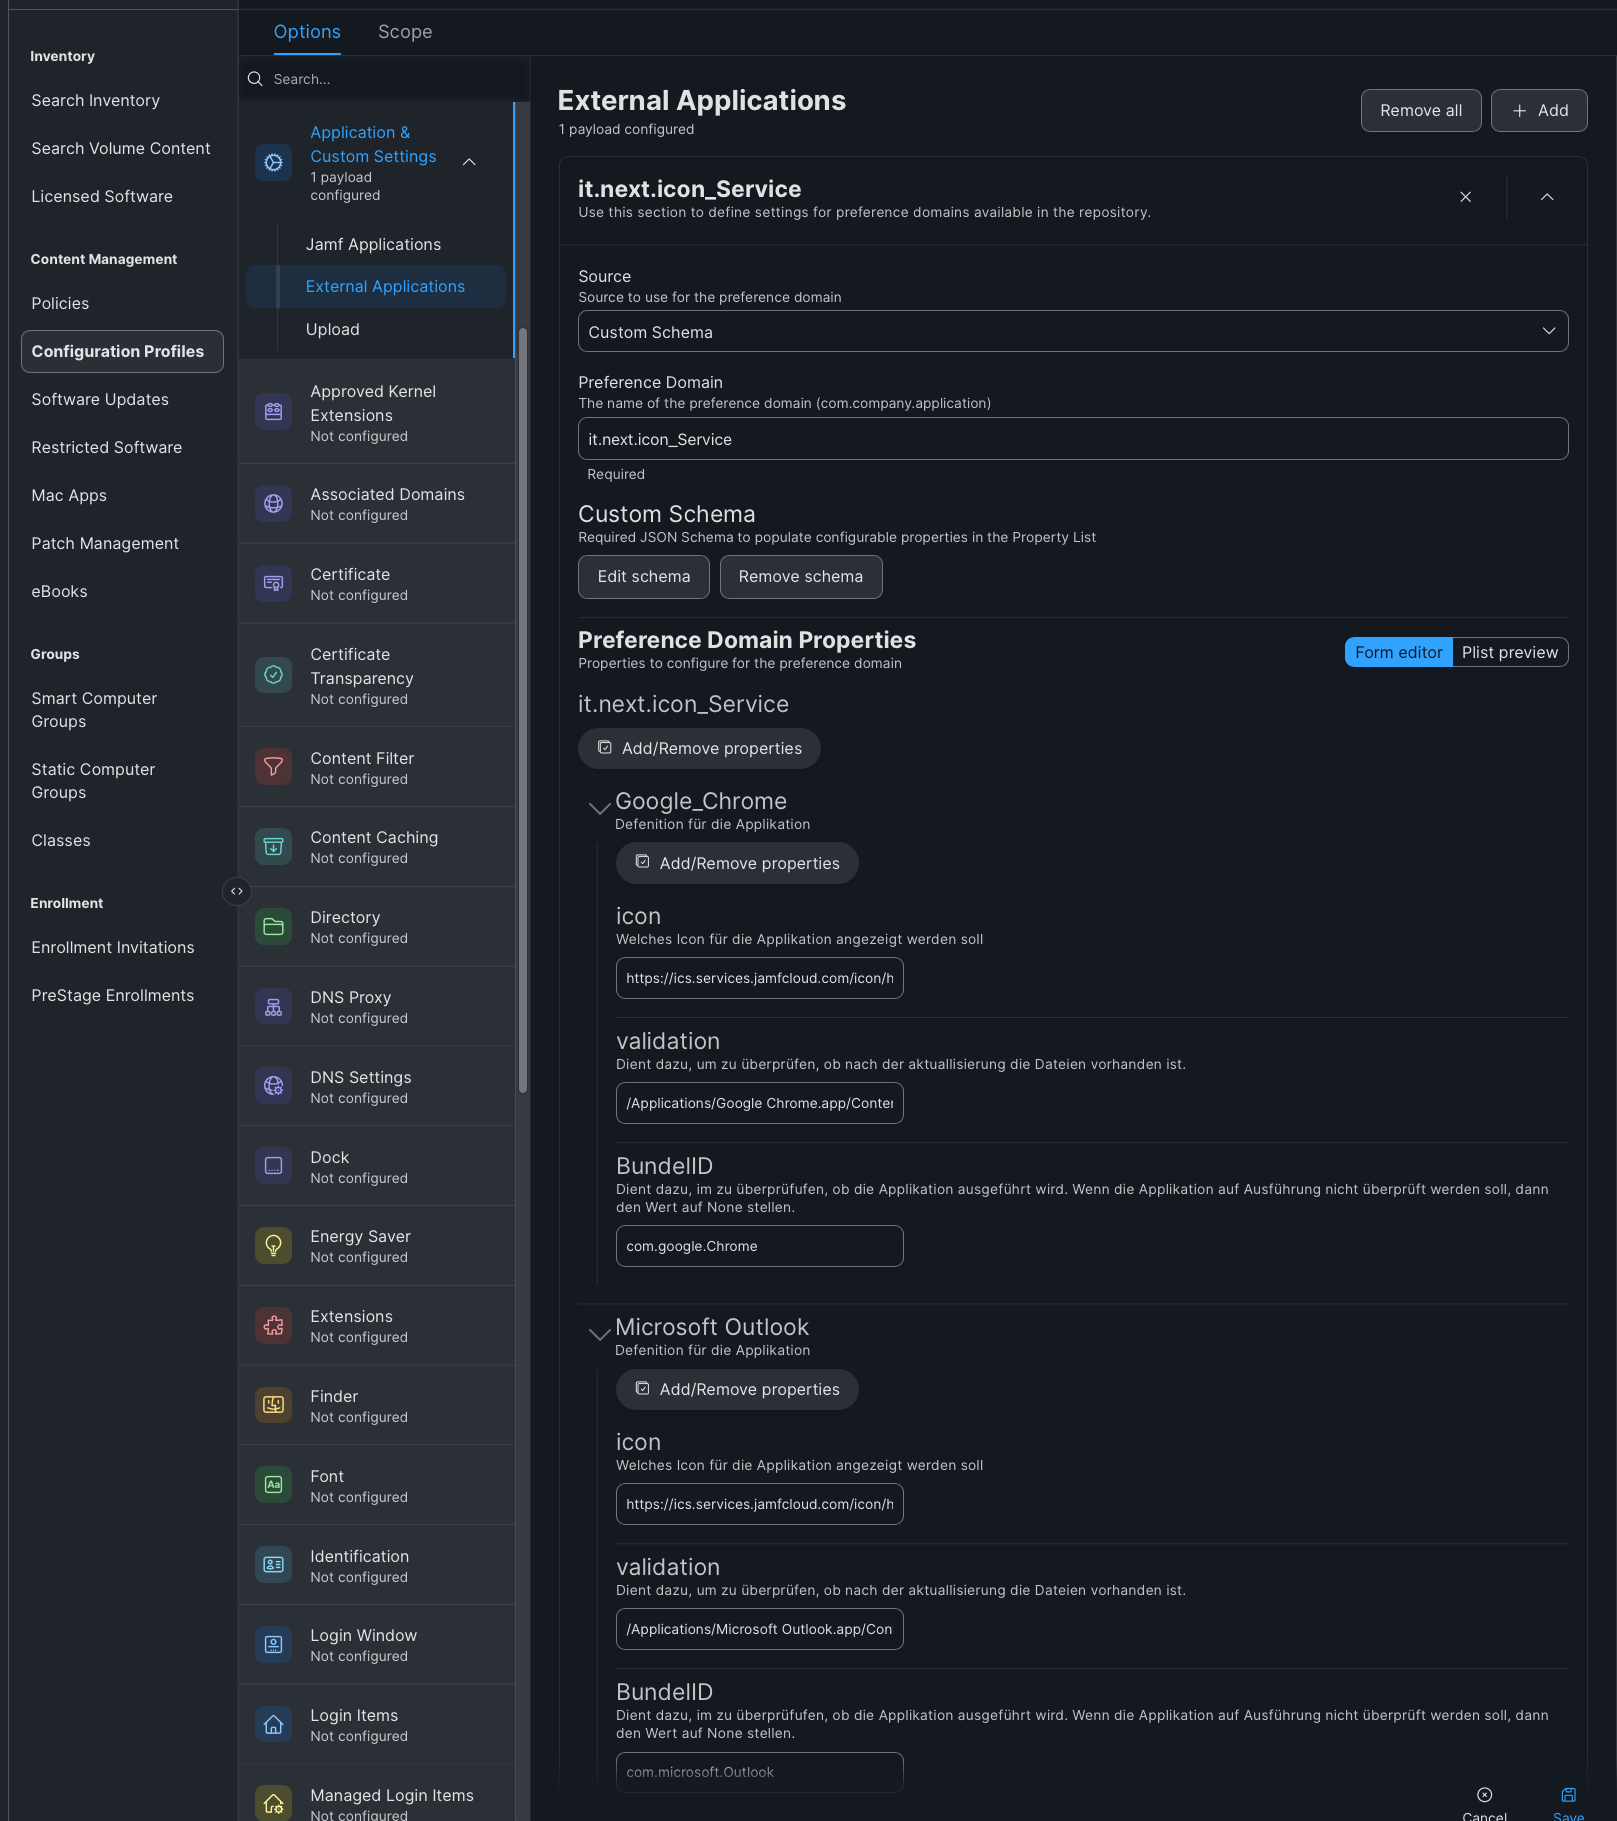 Options
Scope
Inventory
Search Inventory
Search Volume Content
Licensed Software
Content Management
Policies
Configuration Profiles
Software Updates
Restricted Software
Mac Apps
Patch Management
eBooks
Groups
Smart Computer
Groups
Static Computer
Groups
Classes
Enrollment
Enrollment Invitations
PreStage Enrollments
Search...
Application &
Custom Settings
1 payload
configured
Jamf Applications
External Applications
Upload
Approved Kernel
Extensions
Not configured
Associated Domains
Not configured
Certificate
Not configured
Certificate
Transparency
Not configured
Content Filter
Not configured
Content Caching
Not configured
Directory
Not configured
DNS Proxy
Not configured
DNS Settings
Not configured
Dock
Not configured
Energy Saver
Not configured
Extensions
Not configured
Finder
Not configured
Font
Not configured
Identification
Not configured
Login Window
Not configured
Login Items
Not configured
Managed Login Items
Not configured
External Applications
1 payload configured
Remove all
+ Add
it.next.icon_Service
Use this section to define settings for preference domains available in the repository.
Source
Source to use for the preference domain
Custom Schema
Preference Domain
The name of the preference domain (com.company.application)
it.next.icon_Service
Required
Custom Schema
Required JSON Schema to populate configurable properties in the Property List
Edit schema
Remove schema
Preference Domain Properties
Properties to configure for the preference domain
Form editor
Plist preview
it.next.icon_Service
Add/Remove properties
Google_Chrome
Defenition für die Applikation
Add/Remove properties
icon
Welches Icon für die Applikation angezeigt werden soll
https://ics.services.jamfcloud.com/icon/h
validation
Dient dazu, um zu überprüfen, ob nach der aktuallisierung die Dateien vorhanden ist.
/Applications/Google Chrome.app/Conter
BundelID
Dient dazu, im zu überprüfufen, ob die Applikation ausgeführt wird. Wenn die Applikation auf Ausführung nicht überprüft werden soll, dann
den Wert auf None stellen.
com.google.Chrome
Microsoft Outlook
Defenition für die Applikation
Add/Remove properties
icon
Welches Icon für die Applikation angezeigt werden soll
https://ics.services.jamfcloud.com/icon/h
validation
Dient dazu, um zu überprüfen, ob nach der aktuallisierung die Dateien vorhanden ist.
/Applications/Microsoft Outlook.app/Con
BundelID
Dient dazu, im zu überprüfufen, ob die Applikation ausgeführt wird. Wenn die Applikation auf Ausführung nicht überprüft werden soll, dann
den Wert auf None stellen.
com.microsoft.Outlook
Cancel
Save